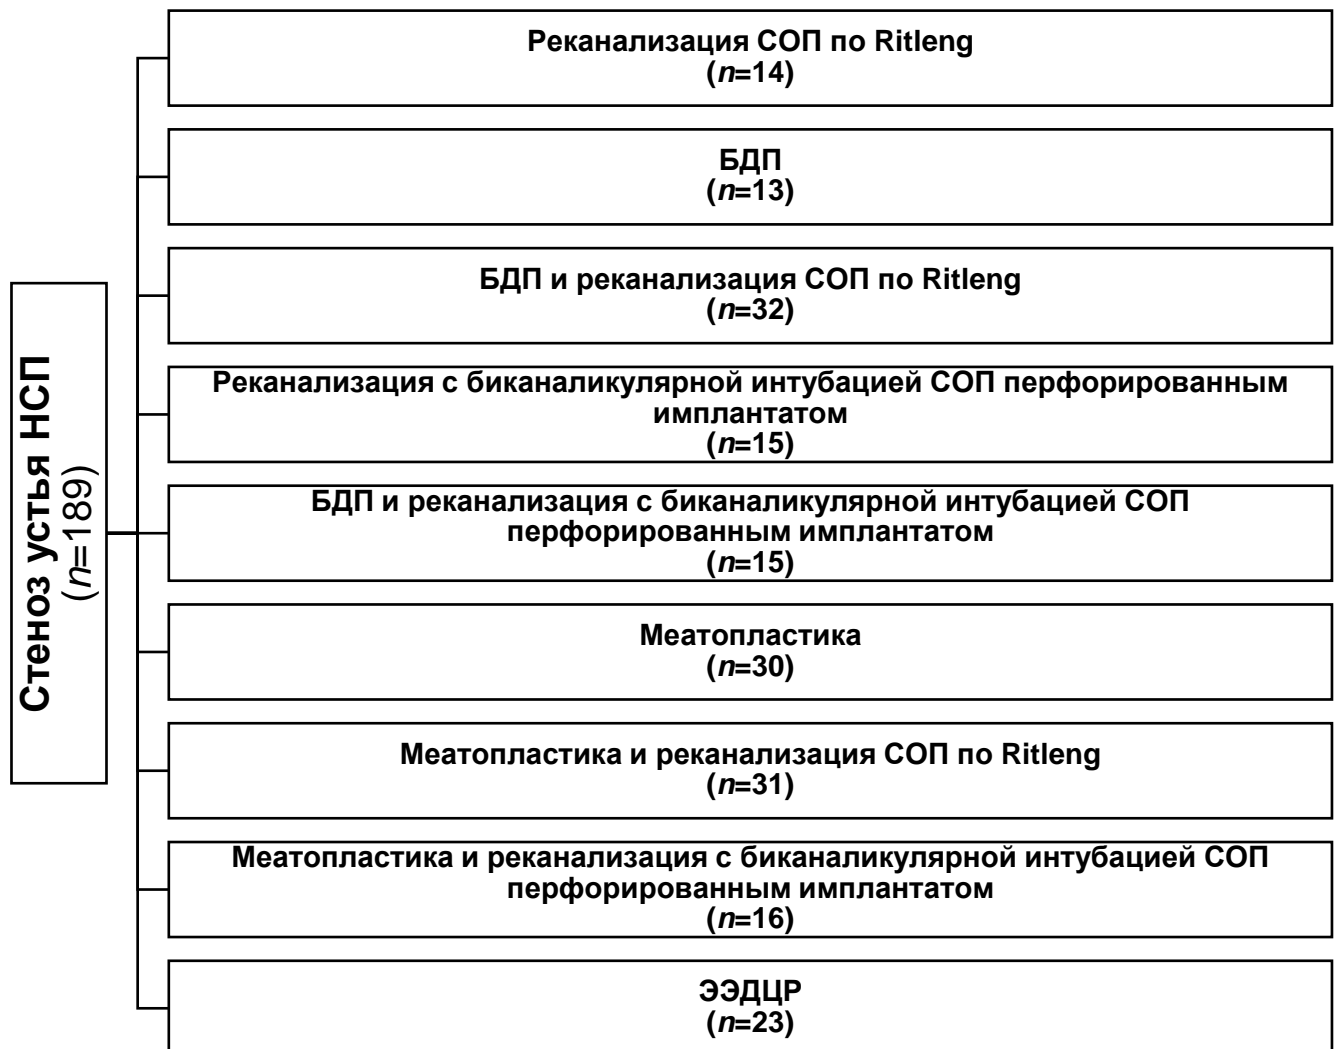 Стеноз устья НСП
(n=189)
Реканализация СОП по Ritleng
(n=14)
БДП
(n=13)
БДП и реканализация СОП по Ritleng
(n=32)
Реканализация с биканаликулярной интубацией СОП перфорированным
имплантатом
(n=15)
БДП и реканализация с биканаликулярной интубацией СОП
перфорированным имплантатом
(n=15)
Меатопластика
(n=30)
Меатопластика и реканализация СОП по Ritleng
(n=31)
Меатопластика и реканализация с биканаликулярной интубацией СОП
перфорированным имплантатом
(n=16)
ЭЭДЦР
(n=23)